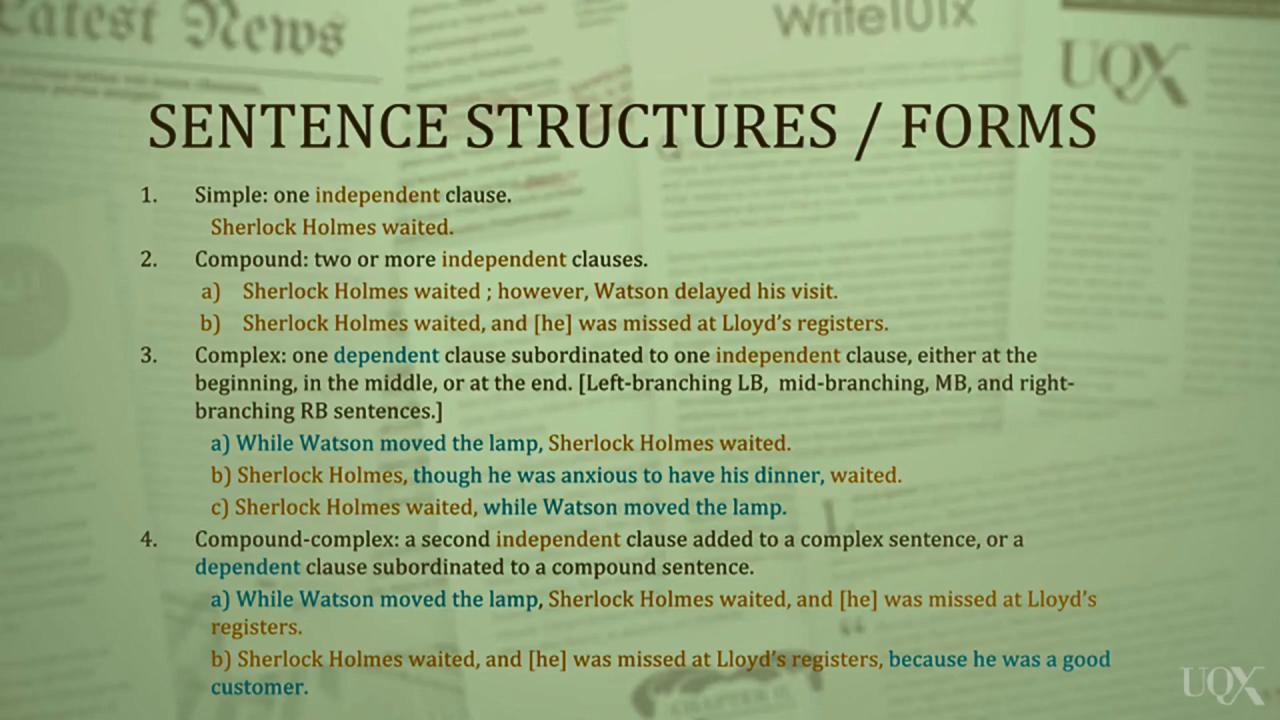 Latest News
Write101x
UQX
SENTENCE STRUCTURES / FORMS
1. Simple: one independent clause.
Sherlock Holmes waited.
2. Compound: two or more independent clauses.
a) Sherlock Holmes waited ; however, Watson delayed his visit.
b) Sherlock Holmes waited, and [he] was missed at Lloyd’s registers.
3. Complex: one dependent clause subordinated to one independent clause, either at the
beginning, in the middle, or at the end. [Left-branching LB, mid-branching, MB, and right-
branching RB sentences.]
a) While Watson moved the lamp, Sherlock Holmes waited.
b) Sherlock Holmes, though he was anxious to have his dinner, waited.
c) Sherlock Holmes waited, while Watson moved the lamp.
4. Compound-complex: a second independent clause added to a complex sentence, or a
dependent clause subordinated to a compound sentence.
a) While Watson moved the lamp, Sherlock Holmes waited, and [he] was missed at Lloyd’s
registers.
b) Sherlock Holmes waited, and [he] was missed at Lloyd’s registers, because he was a good
customer.
UQX